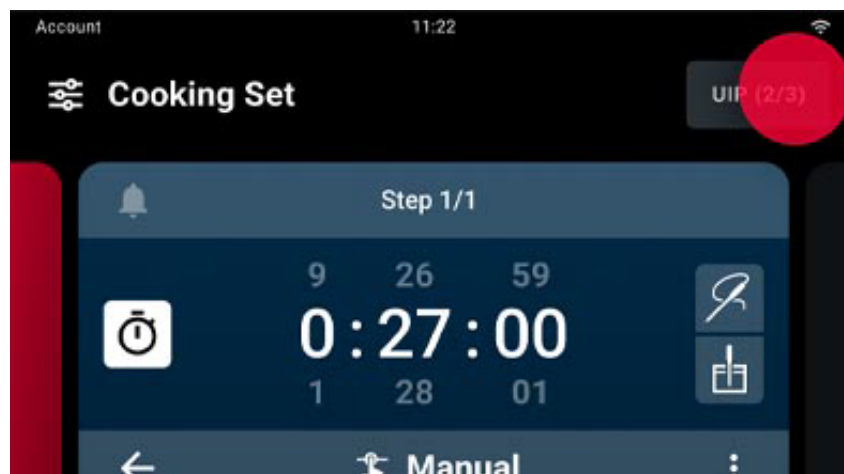 Account 11:22
Cooking Set UIP (2/3)
Step 1/1
9 26 59
0 : 27 : 00
1 28 01
Manual